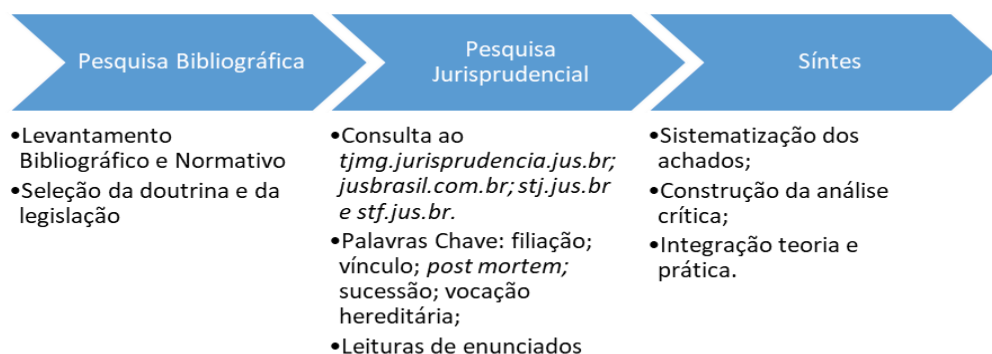 Pesquisa Bibliográfica
•Levantamento
Bibliográfico e Normativo
•Seleção da doutrina e da
legislação
Pesquisa
Jurisprudencial
•Consulta ao
tjmg.jurisprudencia.jus.br;
jusbrasil.com.br; stj.jus.br
e stf.jus.br.
•Palavras Chave: filiação;
vínculo; post mortem;
sucessão; vocação
hereditária;
•Leituras de enunciados
Síntes
•Sistematização dos
achados;
•Construção da análise
crítica;
•Integração teoria e
prática.